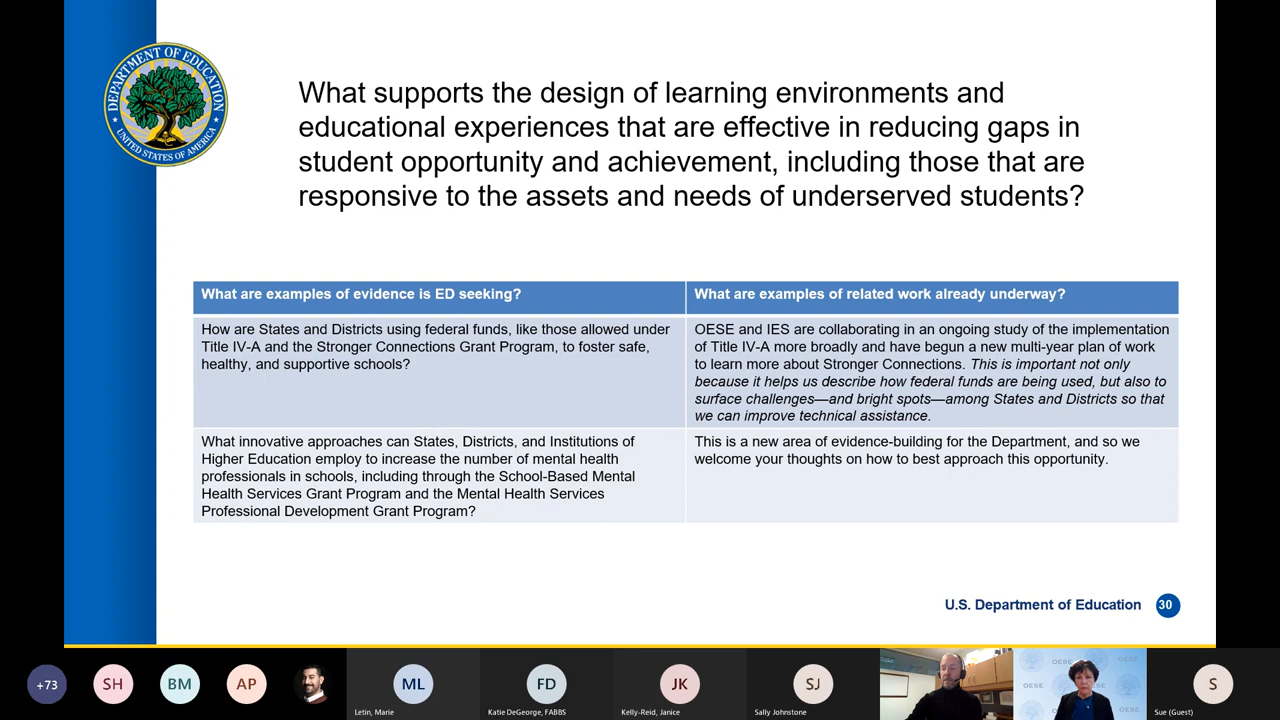 DEPARTMENT OF EDUCATION
UNITED STATES OF AMERICA
What supports the design of learning environments and
educational experiences that are effective in reducing gaps in
student opportunity and achievement, including those that are
responsive to the assets and needs of underserved students?
What are examples of evidence is ED seeking?
What are examples of related work already underway?
How are States and Districts using federal funds, like those allowed under
Title IV-A and the Stronger Connections Grant Program, to foster safe,
healthy, and supportive schools?
OESE and IES are collaborating in an ongoing study of the implementation
of Title IV-A more broadly and have begun a new multi-year plan of work
to learn more about Stronger Connections. This is important not only
because it helps us describe how federal funds are being used, but also to
surface challenges—and bright spots—among States and Districts so that
we can improve technical assistance.
What innovative approaches can States, Districts, and Institutions of
Higher Education employ to increase the number of mental health
professionals in schools, including through the School-Based Mental
Health Services Grant Program and the Mental Health Services
Professional Development Grant Program?
This is a new area of evidence-building for the Department, and so we
welcome your thoughts on how to best approach this opportunity.
U.S. Department of Education 30
+73
SH
BM
AP
ML
Letin, Marie
FD
Katie DeGeorge, FABBS
JK
Kelly-Reid, Janice
SJ
Sally Johnstone
OESE
OESE
OESE
OESE
S
Sue (Guest)